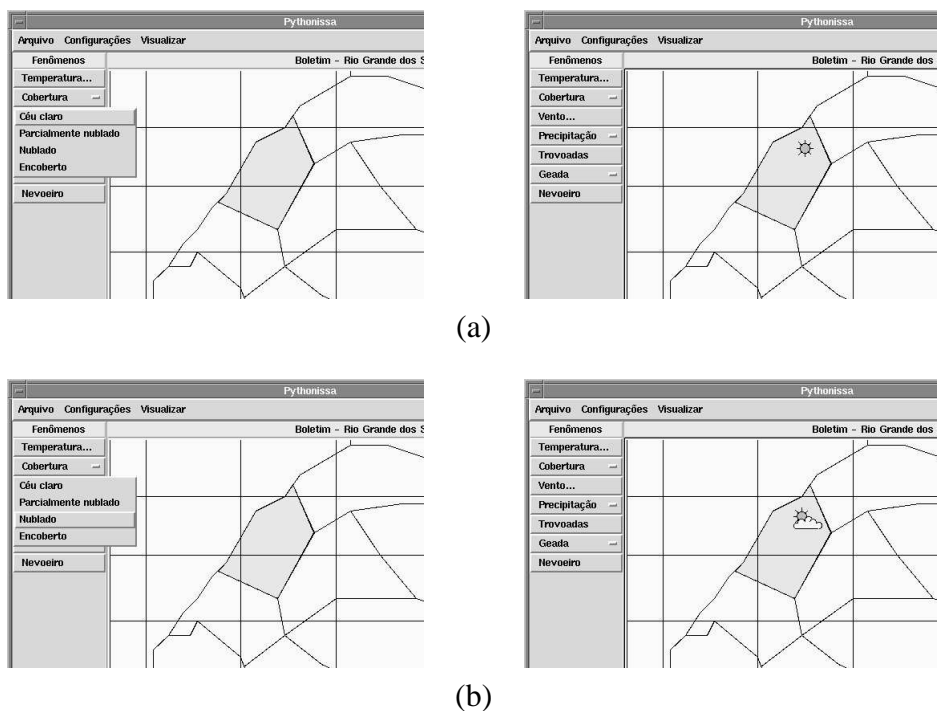 Pythonissa
Arquivo Configurações Visualizar
Fenômenos
Boletim - Rio Grande dos S
Temperatura...
Cobertura
Céu claro
Parcialmente nublado
Nublado
Encoberto
Nevoeiro
Pythonissa
Arquivo Configurações Visualizar
Fenômenos
Boletim - Rio Grande dos
Temperatura...
Cobertura
Vento...
Precipitação
Trovoadas
Geada
Nevoeiro
(a)
Pythonissa
Arquivo Configurações Visualizar
Fenômenos
Boletim - Rio Grande dos S
Temperatura...
Cobertura
Céu claro
Parcialmente nublado
Nublado
Encoberto
Nevoeiro
Pythonissa
Arquivo Configurações Visualizar
Fenômenos
Boletim - Rio Grande dos
Temperatura...
Cobertura
Vento...
Precipitação
Trovoadas
Geada
Nevoeiro
(b)